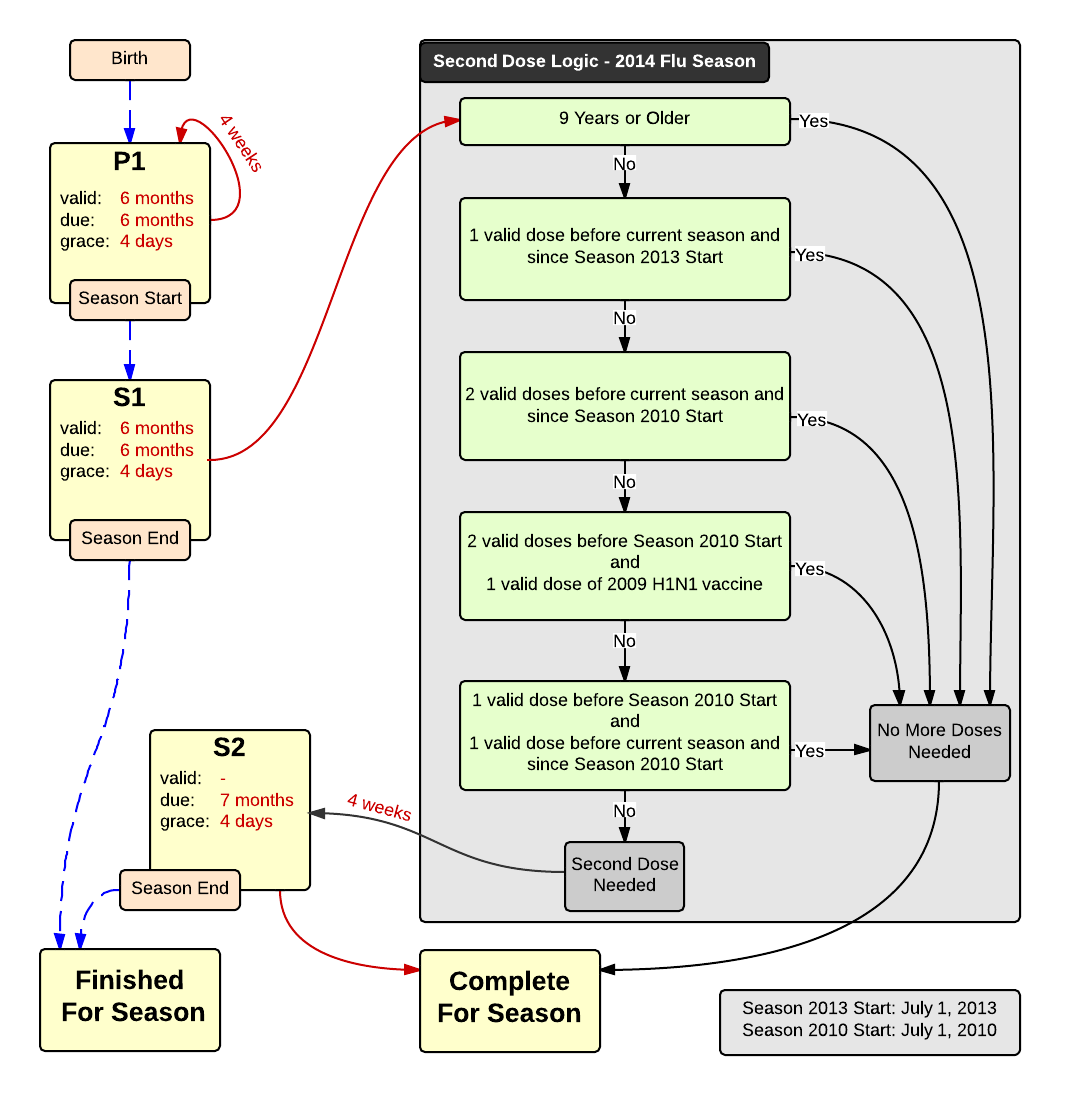 Birth
4 weeks
P1
valid: 6 months
due: 6 months
grace: 4 days
Season Start
S1
valid: 6 months
due: 6 months
grace: 4 days
Season End
S2
valid: -
due: 7 months
grace: 4 days
Season End
4 weeks
Finished
For Season
Complete
For Season
Second Dose Logic - 2014 Flu Season
9 Years or Older
Yes
No
1 valid dose before current season and
since Season 2013 Start
Yes
No
2 valid doses before current season and
since Season 2010 Start
Yes
No
2 valid doses before Season 2010 Start
and
1 valid dose of 2009 H1N1 vaccine
Yes
No
1 valid dose before Season 2010 Start
and
1 valid dose before current season and
since Season 2010 Start
Yes
No
No More Doses
Needed
Second Dose
Needed
Season 2013 Start: July 1, 2013
Season 2010 Start: July 1, 2010